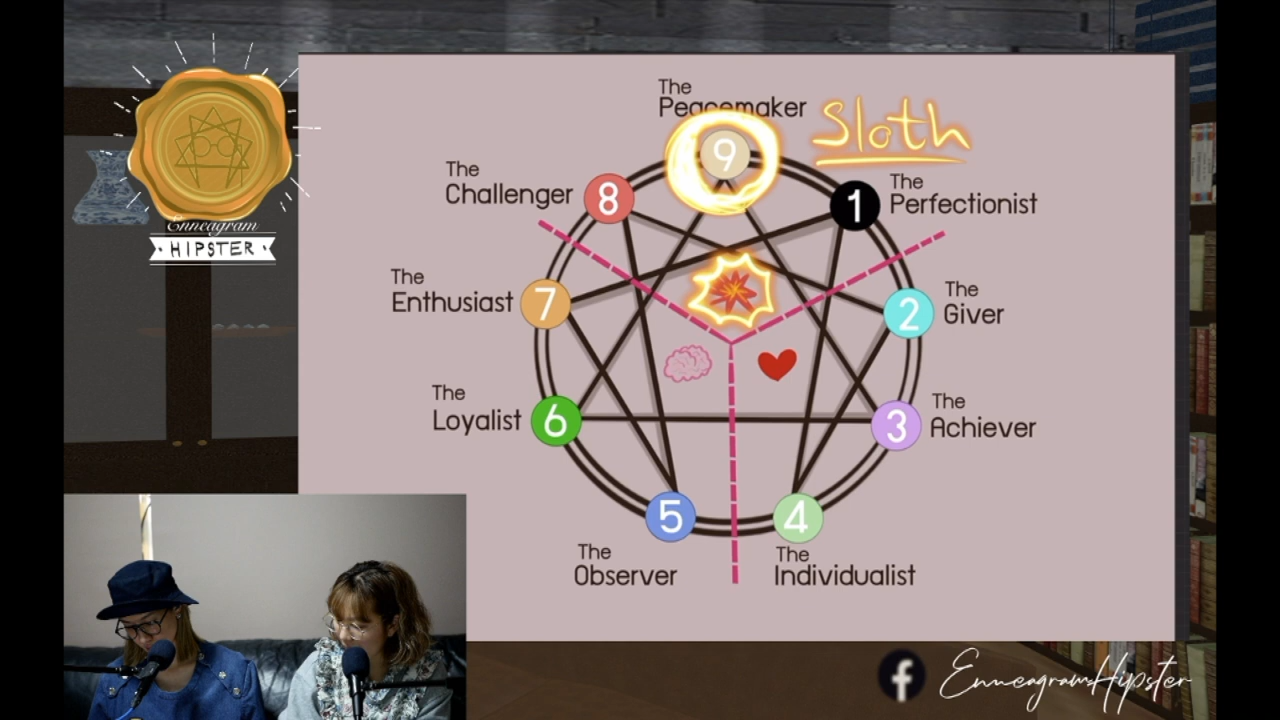 The
Peacemaker
Sloth
9
The
Challenger
8
1
The
Perfectionist
Enneagram
HIPSTER
The
Enthusiast
7
2
The
Giver
The
Loyalist
6
3
The
Achiever
5
4
The
Observer
The
Individualist
f
EnneagramHipster